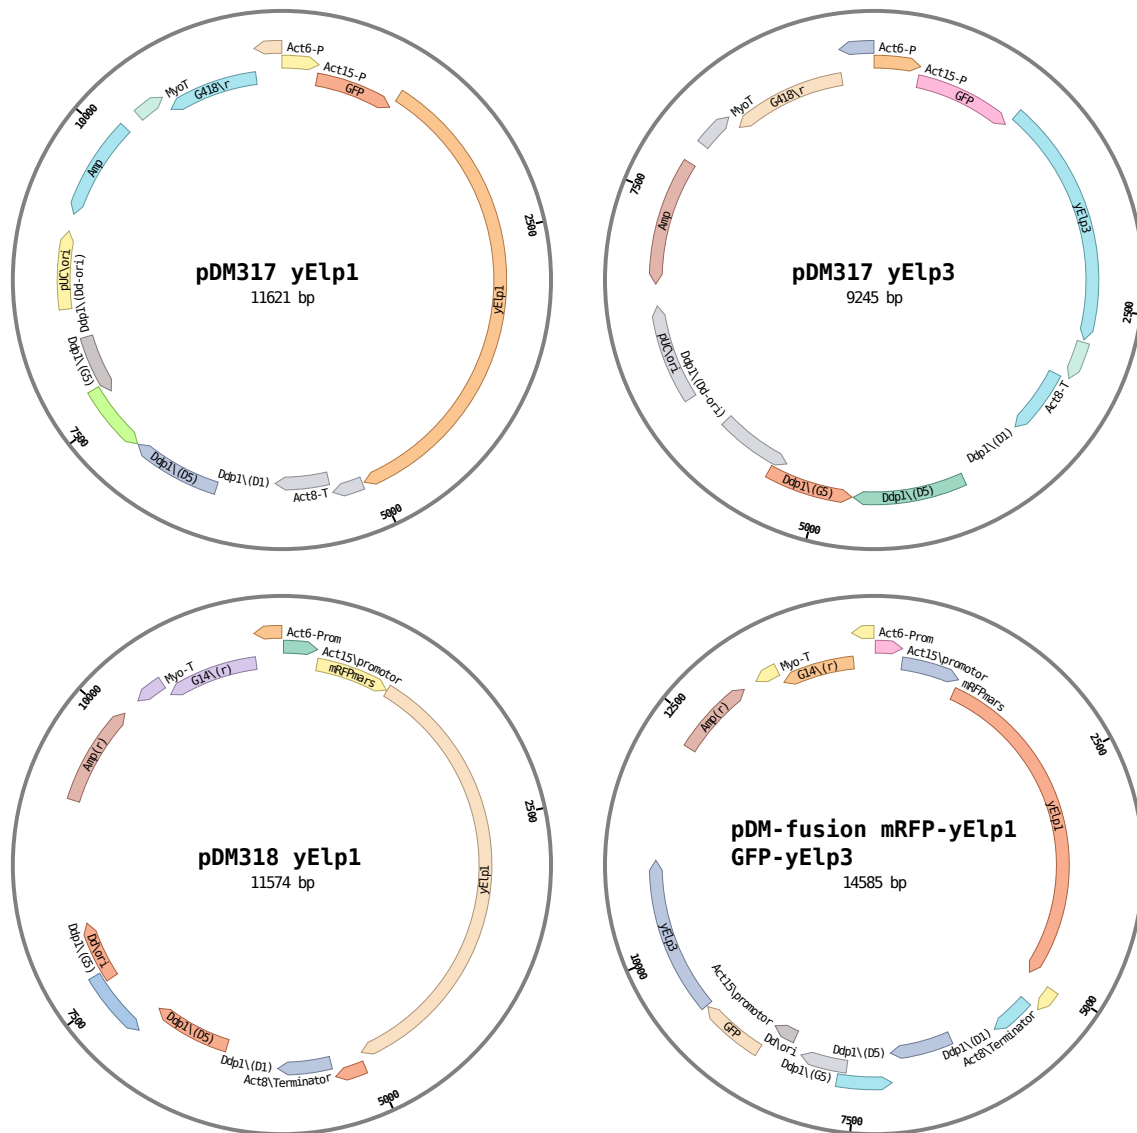 Act6-P
Act15-P
GFP
G418\r
MyoT
10000
Amp
pUC\ori
Ddp1\(Dd-ori)
Ddp1\(G5)
7500
Ddp1\(D5)
Ddp1\(D1)
Act8-T
5000
yElp1
2500
pDM317 yElp1
11621 bp
Act6-P
Act15-P
GFP
G418\r
MyoT
7500
Amp
pUC\ori
Ddp1\(Dd-ori)
Ddp1\(G5)
5000
Ddp1\(D5)
Ddp1\(D1)
Act8-T
2500
yElp3
pDM317 yElp3
9245 bp
Act6-Prom
Act15\promotor
mRFPmars
G14\(r)
Myo-T
10000
Amp(r)
Dd\ori
Ddp1\(G5)
7500
Ddp1\(D5)
Ddp1\(D1)
Act8\Terminator
5000
yElp1
2500
pDM318 yElp1
11574 bp
Act6-Prom
Act15\promotor
mRFPmars
G14\(r)
Myo-T
12500
Amp(r)
yElp3
10000
GFP
Act15\promotor
Dd\ori
Ddp1\(G5)
7500
Ddp1\(D5)
Ddp1\(D1)
Act8\Terminator
5000
yElp1
2500
pDM-fusion mRFP-yElp1
GFP-yElp3
14585 bp